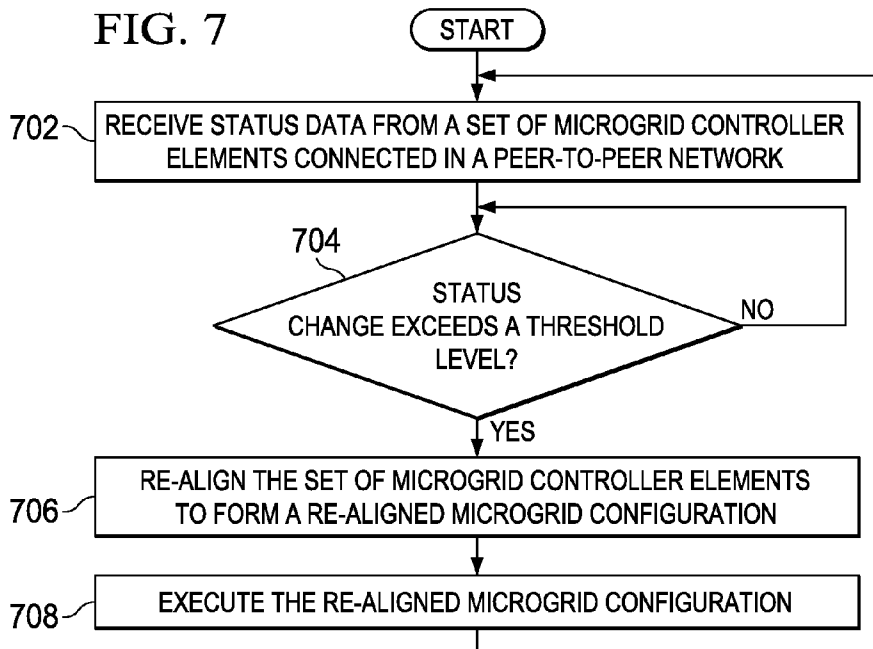 FIG. 7
START
702
RECEIVE STATUS DATA FROM A SET OF MICROGRID CONTROLLER
ELEMENTS CONNECTED IN A PEER-TO-PEER NETWORK
704
STATUS
CHANGE EXCEEDS A THRESHOLD
LEVEL?
NO
YES
706
RE-ALIGN THE SET OF MICROGRID CONTROLLER ELEMENTS
TO FORM A RE-ALIGNED MICROGRID CONFIGURATION
708
EXECUTE THE RE-ALIGNED MICROGRID CONFIGURATION